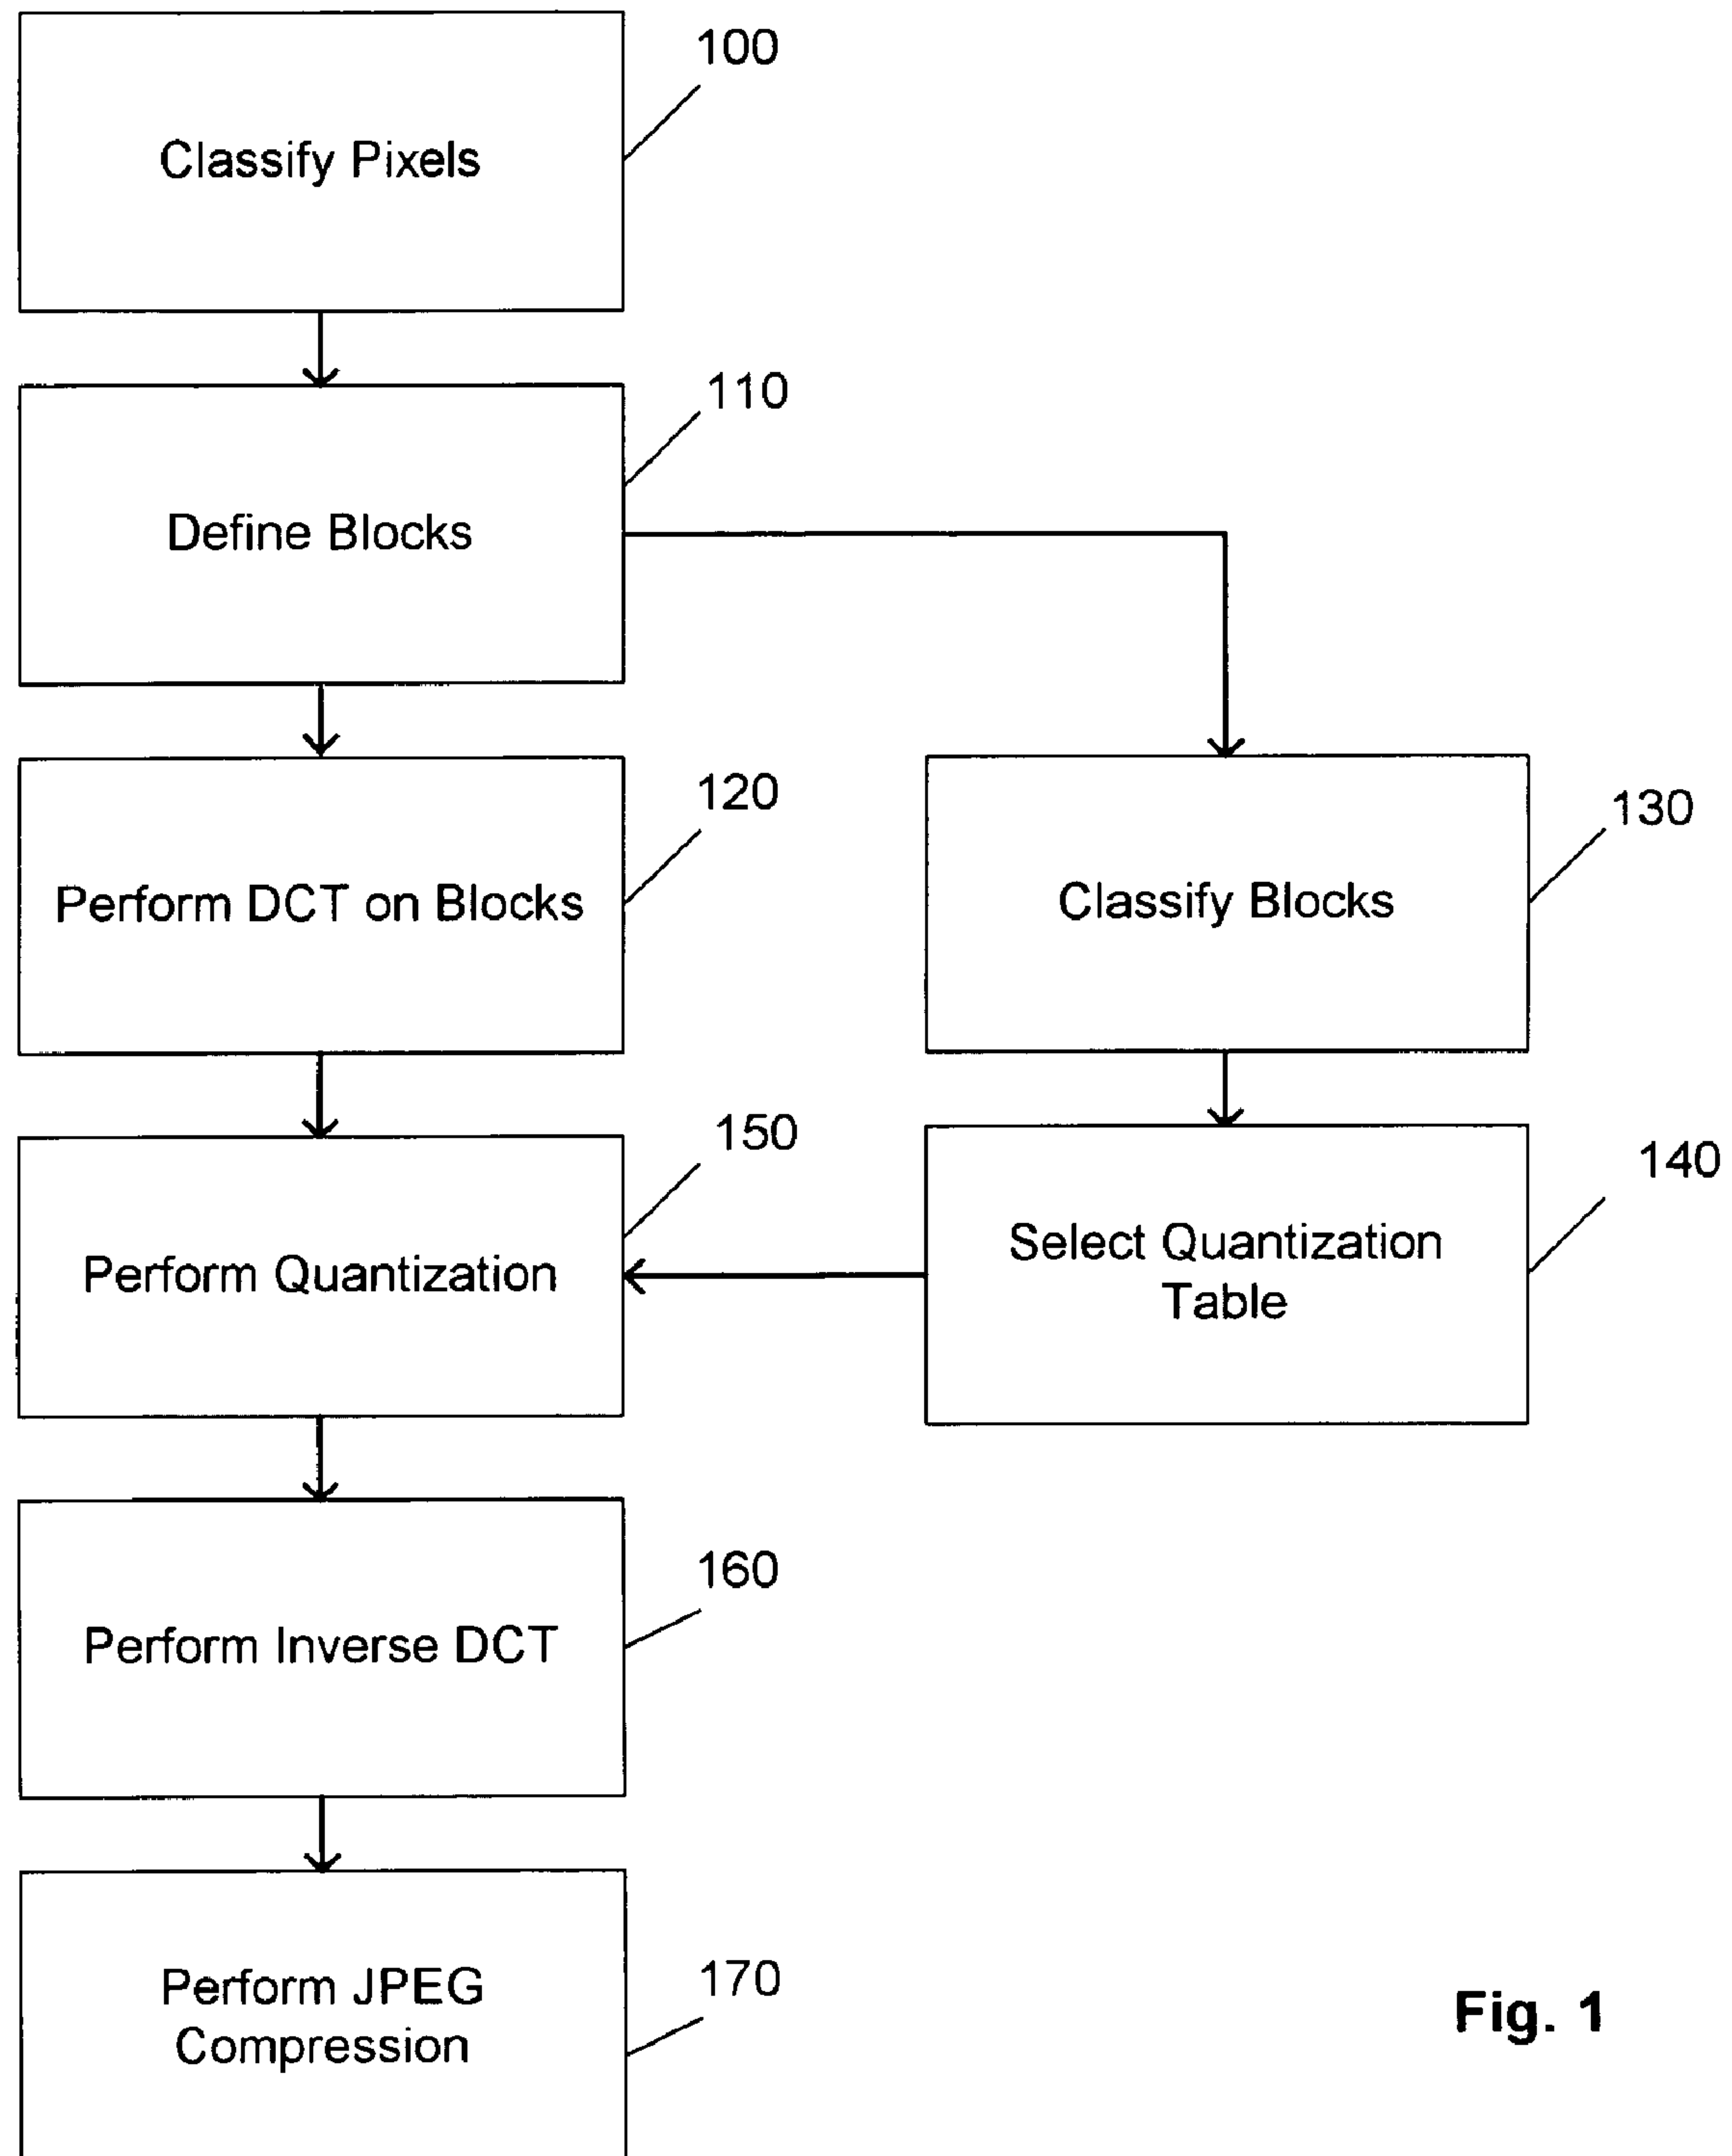 100
Classify Pixels
110
Define Blocks
120
Perform DCT on Blocks
130
Classify Blocks
150
Perform Quantization
140
Select Quantization
Table
160
Perform Inverse DCT
170
Perform JPEG
Compression
Fig. 1